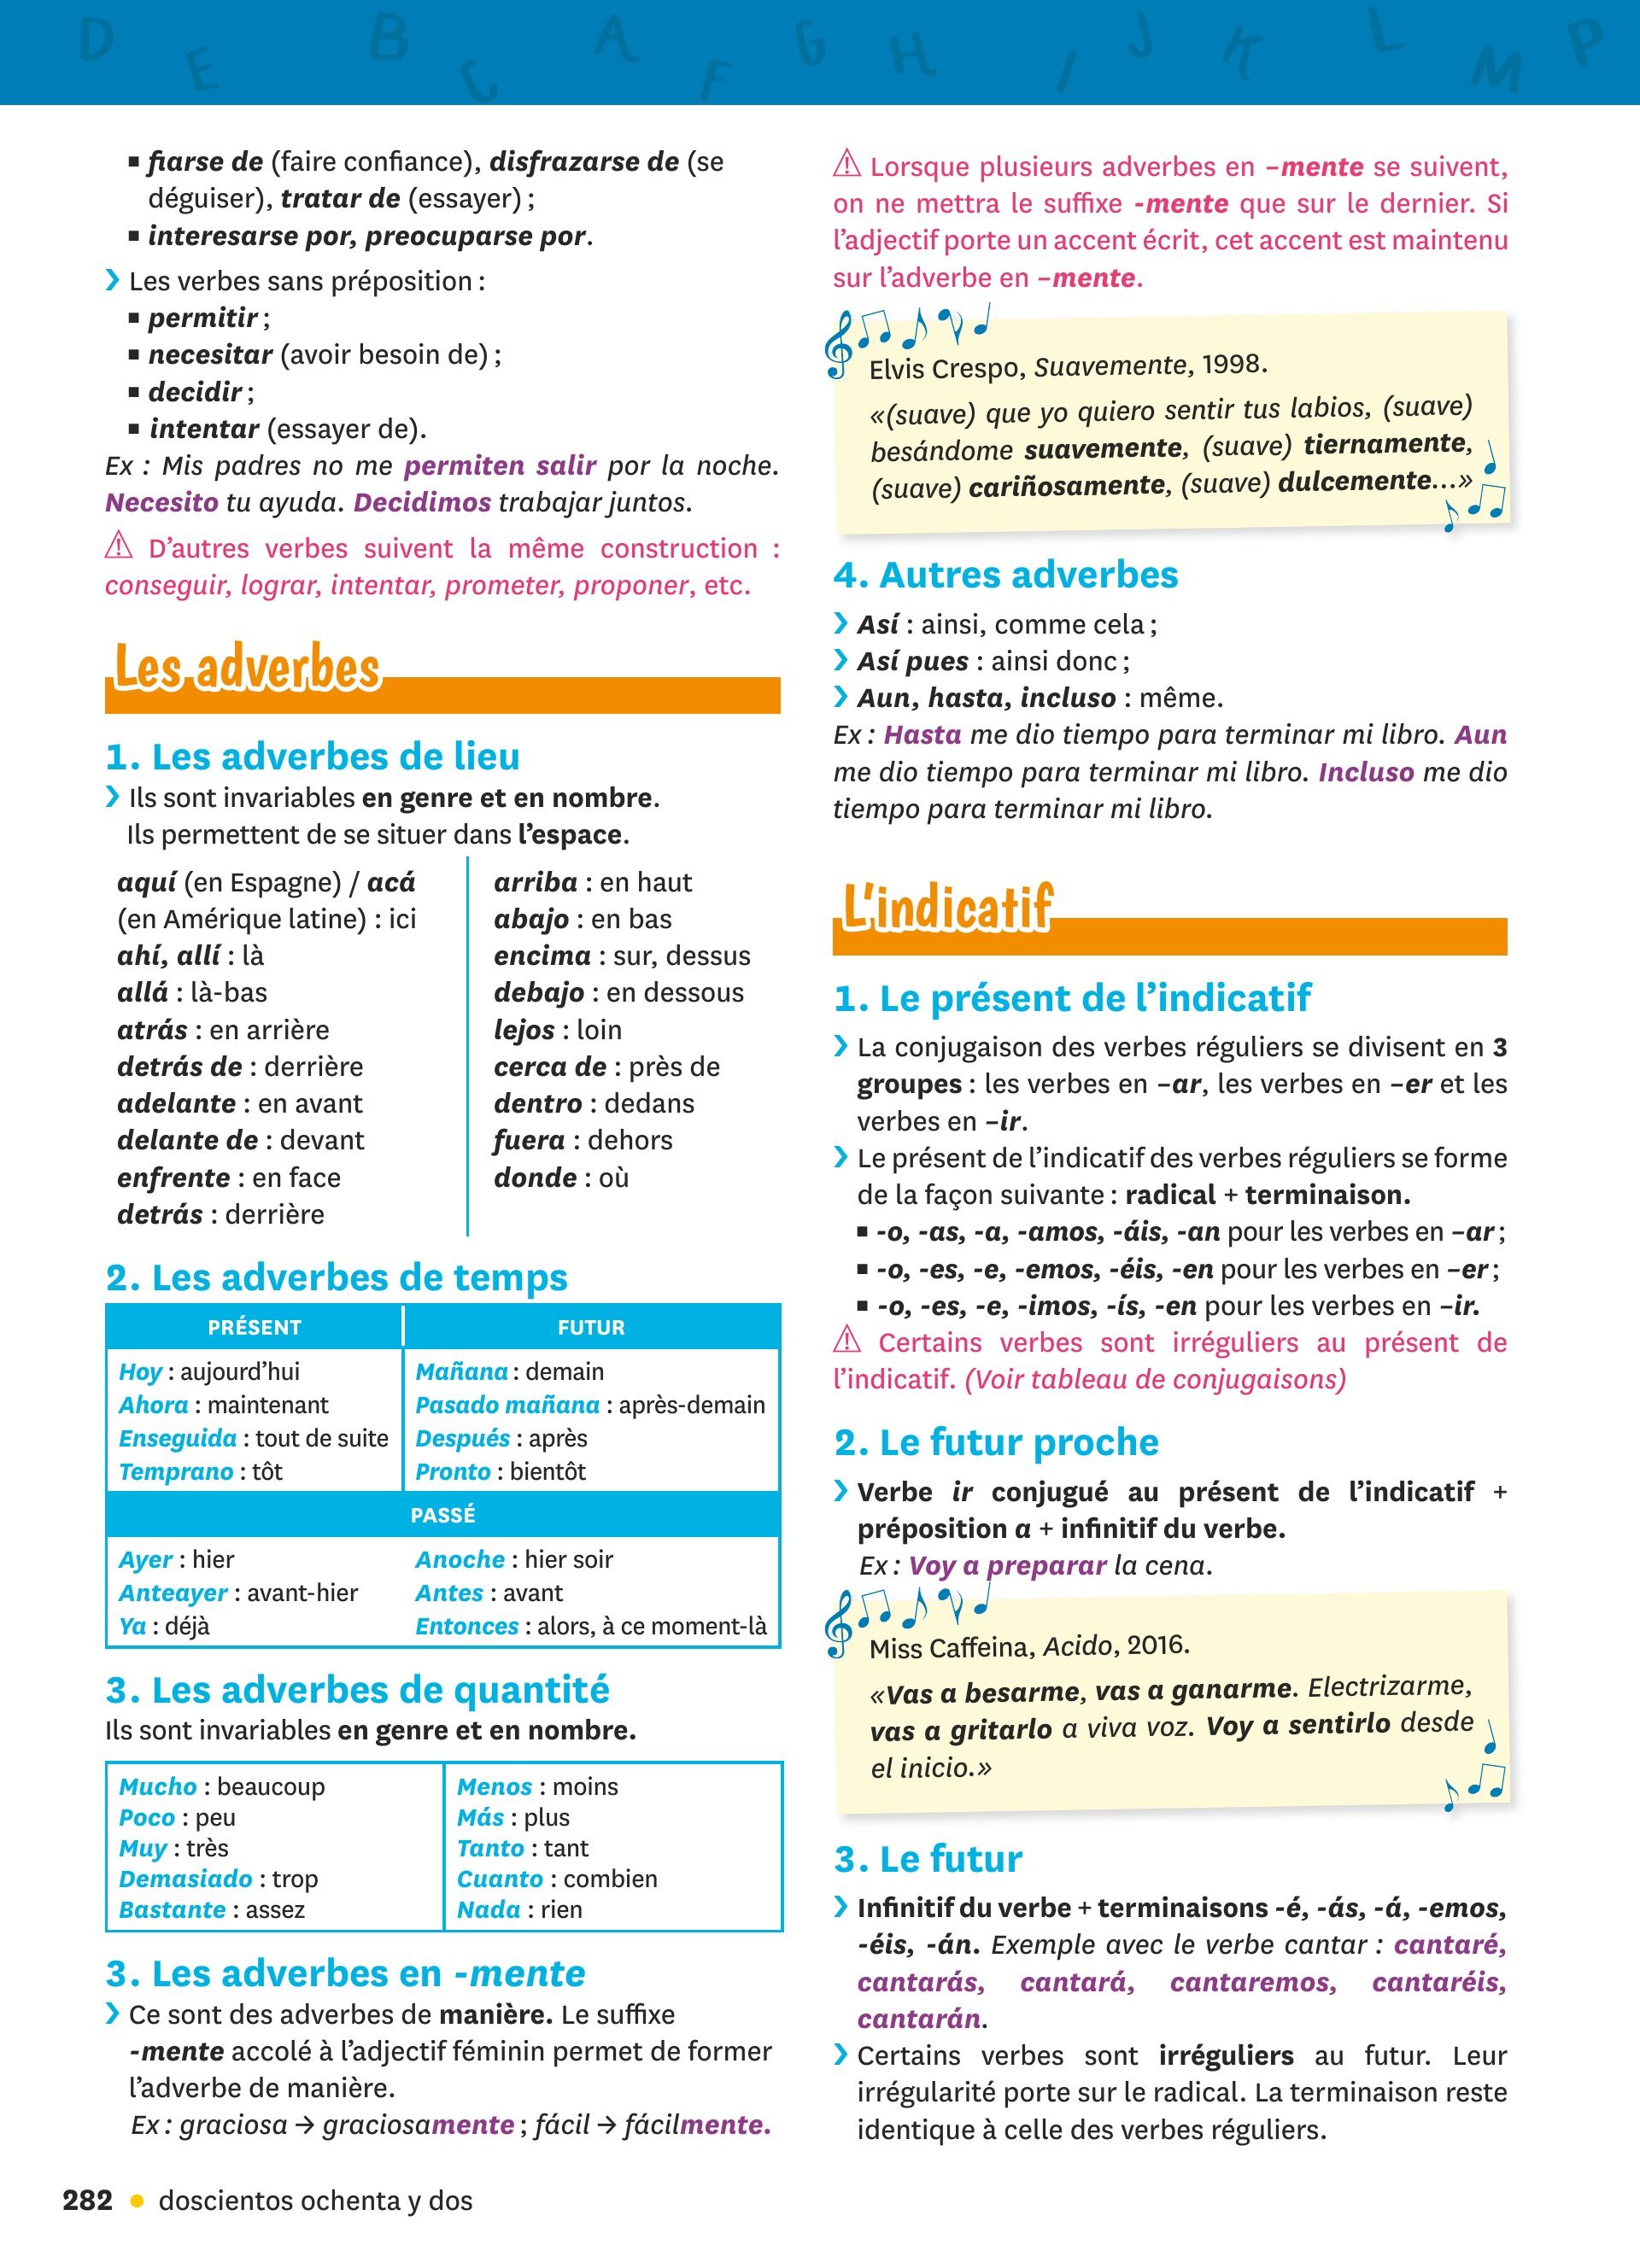 D E B C A F G H I J K L M P
▪ fiarse de (faire confiance), disfrazarse de (se
déguiser), tratar de (essayer) ;
▪ interesarse por, preocuparse por.
❯ Les verbes sans préposition :
▪ permitir ;
▪ necesitar (avoir besoin de) ;
▪ decidir ;
▪ intentar (essayer de).
Ex : Mis padres no me permiten salir por la noche.
Necesito tu ayuda. Decidimos trabajar juntos.
⚠ D’autres verbes suivent la même construction :
conseguir, lograr, intentar, prometer, proponer, etc.
Les adverbes
1. Les adverbes de lieu
❯ Ils sont invariables en genre et en nombre.
Ils permettent de se situer dans l’espace.
aquí (en Espagne) / acá
(en Amérique latine) : ici
ahí, allí : là
allá : là-bas
atrás : en arrière
detrás de : derrière
adelante : en avant
delante de : devant
enfrente : en face
detrás : derrière
arriba : en haut
abajo : en bas
encima : sur, dessus
debajo : en dessous
lejos : loin
cerca de : près de
dentro : dedans
fuera : dehors
donde : où
2. Les adverbes de temps
PRÉSENT
Hoy : aujourd’hui
Ahora : maintenant
Enseguida : tout de suite
Temprano : tôt
FUTUR
Mañana : demain
Pasado mañana : après-demain
Después : après
Pronto : bientôt
PASSÉ
Ayer : hier
Anteayer : avant-hier
Ya : déjà
Anoche : hier soir
Antes : avant
Entonces : alors, à ce moment-là
3. Les adverbes de quantité
Ils sont invariables en genre et en nombre.
Mucho : beaucoup
Poco : peu
Muy : très
Demasiado : trop
Bastante : assez
Menos : moins
Más : plus
Tanto : tant
Cuanto : combien
Nada : rien
3. Les adverbes en -mente
❯ Ce sont des adverbes de manière. Le suffixe
-mente accolé à l’adjectif féminin permet de former
l’adverbe de manière.
Ex : graciosa → graciosamente ; fácil → fácilmente.
⚠ Lorsque plusieurs adverbes en –mente se suivent,
on ne mettra le suffixe -mente que sur le dernier. Si
l’adjectif porte un accent écrit, cet accent est maintenu
sur l’adverbe en –mente.
Elvis Crespo, Suavemente, 1998.
«(suave) que yo quiero sentir tus labios, (suave)
besándome suavemente, (suave) tiernamente,
(suave) cariñosamente, (suave) dulcemente...»
4. Autres adverbes
❯ Así : ainsi, comme cela ;
❯ Así pues : ainsi donc ;
❯ Aun, hasta, incluso : même.
Ex : Hasta me dio tiempo para terminar mi libro. Aun
me dio tiempo para terminar mi libro. Incluso me dio
tiempo para terminar mi libro.
L’indicatif
1. Le présent de l’indicatif
❯ La conjugaison des verbes réguliers se divisent en 3
groupes : les verbes en –ar, les verbes en –er et les
verbes en –ir.
❯ Le présent de l’indicatif des verbes réguliers se forme
de la façon suivante : radical + terminaison.
▪ -o, -as, -a, -amos, -áis, -an pour les verbes en –ar ;
▪ -o, -es, -e, -emos, -éis, -en pour les verbes en –er ;
▪ -o, -es, -e, -imos, -ís, -en pour les verbes en –ir.
⚠ Certains verbes sont irréguliers au présent de
l’indicatif. (Voir tableau de conjugaisons)
2. Le futur proche
❯ Verbe ir conjugué au présent de l’indicatif +
préposition a + infinitif du verbe.
Ex : Voy a preparar la cena.
Miss Caffeina, Acido, 2016.
«Vas a besarme, vas a ganarme. Electrizarme,
vas a gritarlo a viva voz. Voy a sentirlo desde
el inicio.»
3. Le futur
❯ Infinitif du verbe + terminaisons -é, -ás, -á, -emos,
-éis, -án. Exemple avec le verbe cantar : cantaré,
cantarás, cantará, cantaremos, cantaréis,
cantarán.
❯ Certains verbes sont irréguliers au futur. Leur
irrégularité porte sur le radical. La terminaison reste
identique à celle des verbes réguliers.
282 • doscientos ochenta y dos